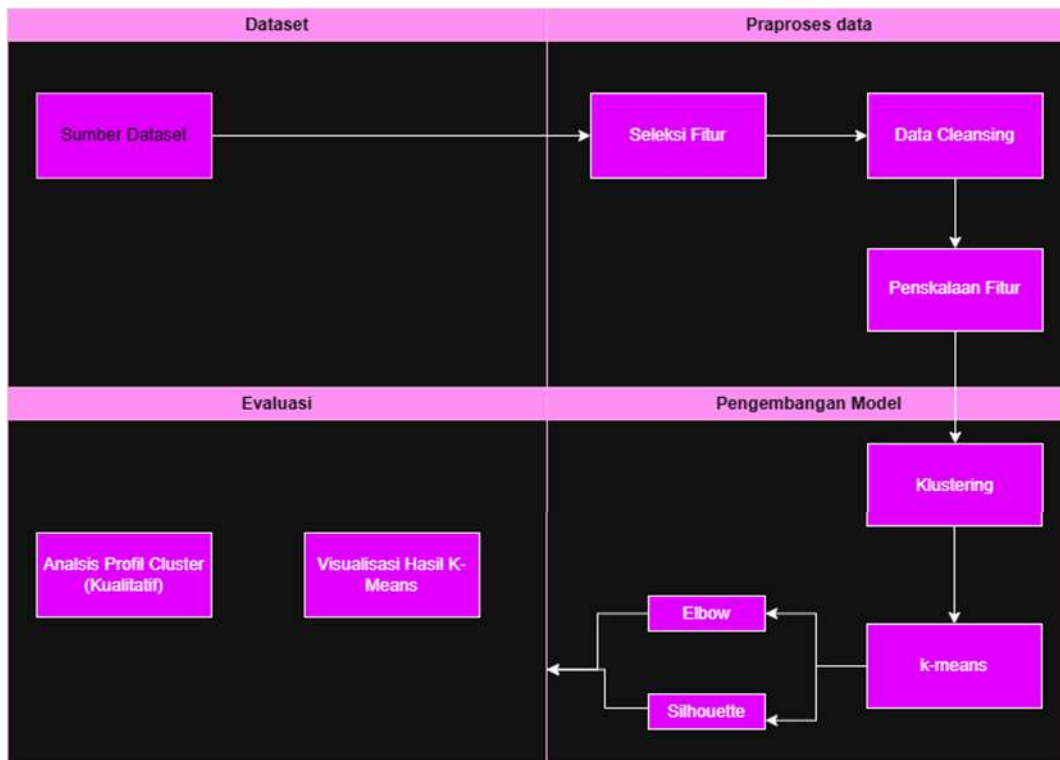 Dataset
Praproses data
Sumber Dataset
Seleksi Fitur
Data Cleansing
Penskalaan Fitur
Evaluasi
Pengembangan Model
Klustering
Analsis Profil Cluster
(Kualitatif)
Visualisasi Hasil K-
Means
Elbow
k-means
Silhouette